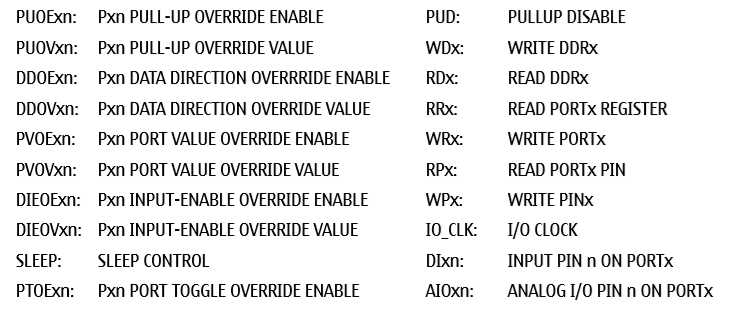 PUOExn: Pxn PULL-UP OVERRIDE ENABLE PUD: PULLUP DISABLE
PUOVxn: Pxn PULL-UP OVERRIDE VALUE WDx: WRITE DDRx
DDOExn: Pxn DATA DIRECTION OVERRRIDE ENABLE RDx: READ DDRx
DDOVxn: Pxn DATA DIRECTION OVERRIDE VALUE RRx: READ PORTx REGISTER
PVOExn: Pxn PORT VALUE OVERRIDE ENABLE WRx: WRITE PORTx
PVOVxn: Pxn PORT VALUE OVERRIDE VALUE RPx: READ PORTx PIN
DIEOExn: Pxn INPUT-ENABLE OVERRIDE ENABLE WPx: WRITE PINx
DIEOVxn: Pxn INPUT-ENABLE OVERRIDE VALUE IO_CLK: I/O CLOCK
SLEEP: SLEEP CONTROL DIxn: INPUT PIN n ON PORTx
PTOExn: Pxn PORT TOGGLE OVERRIDE ENABLE AIOxn: ANALOG I/O PIN n ON PORTx